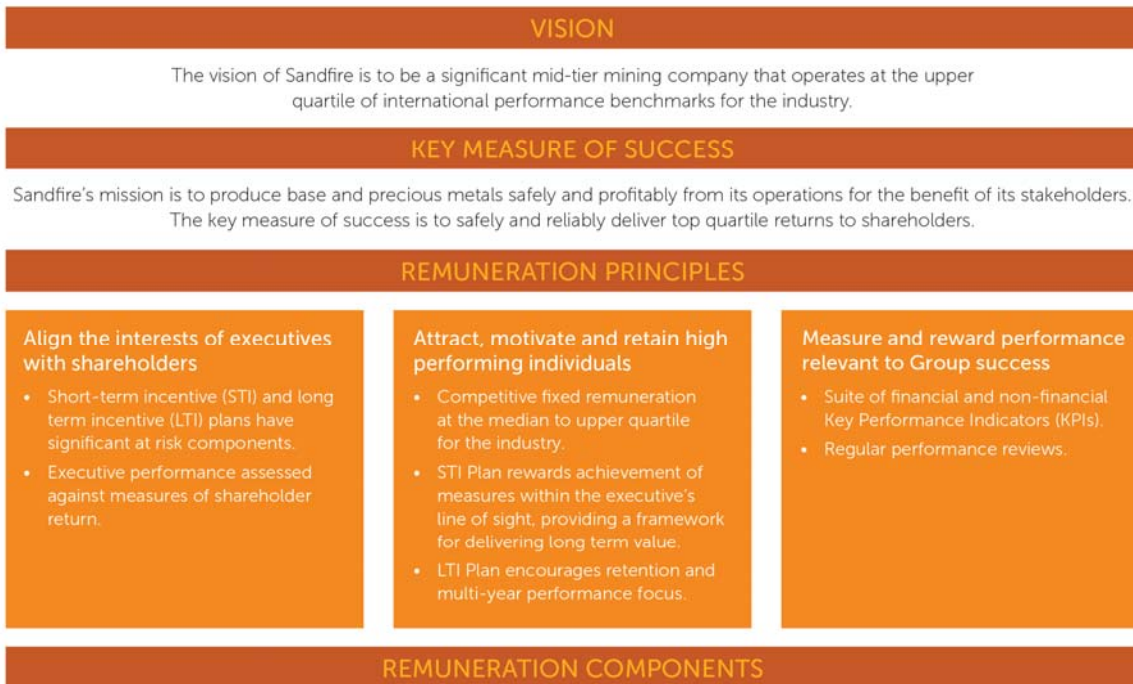 VISION
The vision of Sandfire is to be a significant mid-tier mining company that operates at the upper
quartile of international performance benchmarks for the industry.
KEY MEASURE OF SUCCESS
Sandfire's mission is to produce base and precious metals safely and profitably from its operations for the benefit of its stakeholders.
The key measure of success is to safely and reliably deliver top quartile returns to shareholders.
REMUNERATION PRINCIPLES
Align the interests of executives
with shareholders
• Short-term incentive (STI) and long
term incentive (LTI) plans have
significant at risk components.
• Executive performance assessed
against measures of shareholder
return.
Attract, motivate and retain high
performing individuals
• Competitive fixed remuneration
at the median to upper quartile
for the industry.
• STI Plan rewards achievement of
measures within the executive's
line of sight, providing a framework
for delivering long term value.
• LTI Plan encourages retention and
multi-year performance focus.
Measure and reward performance
relevant to Group success
• Suite of financial and non-financial
Key Performance Indicators (KPIs).
• Regular performance reviews.
REMUNERATION COMPONENTS